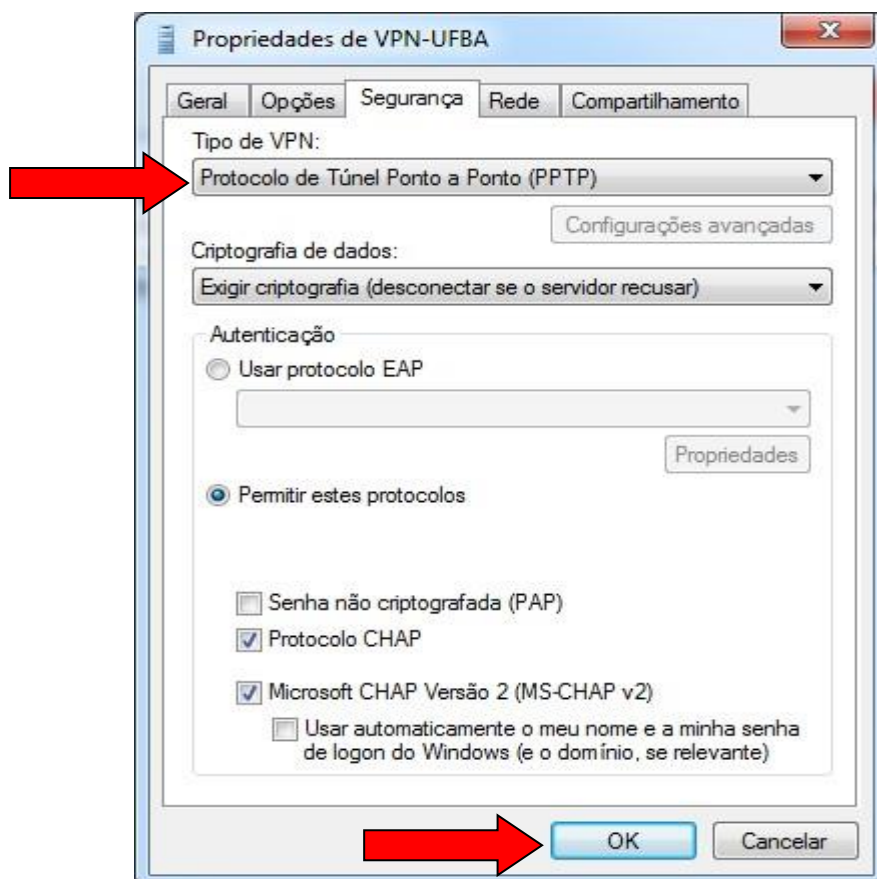 Propriedades de VPN-UFBA
Geral Opções Segurança Rede Compartilhamento
Tipo de VPN:
Protocolo de Túnel Ponto a Ponto (PPTP)
Configurações avançadas
Criptografia de dados:
Exigir criptografia (desconectar se o servidor recusar)
Autenticação
Usar protocolo EAP
Propriedades
Permitir estes protocolos
Senha não criptografada (PAP)
Protocolo CHAP
Microsoft CHAP Versão 2 (MS-CHAP v2)
Usar automaticamente o meu nome e a minha senha
de logon do Windows (e o domínio, se relevante)
OK Cancelar